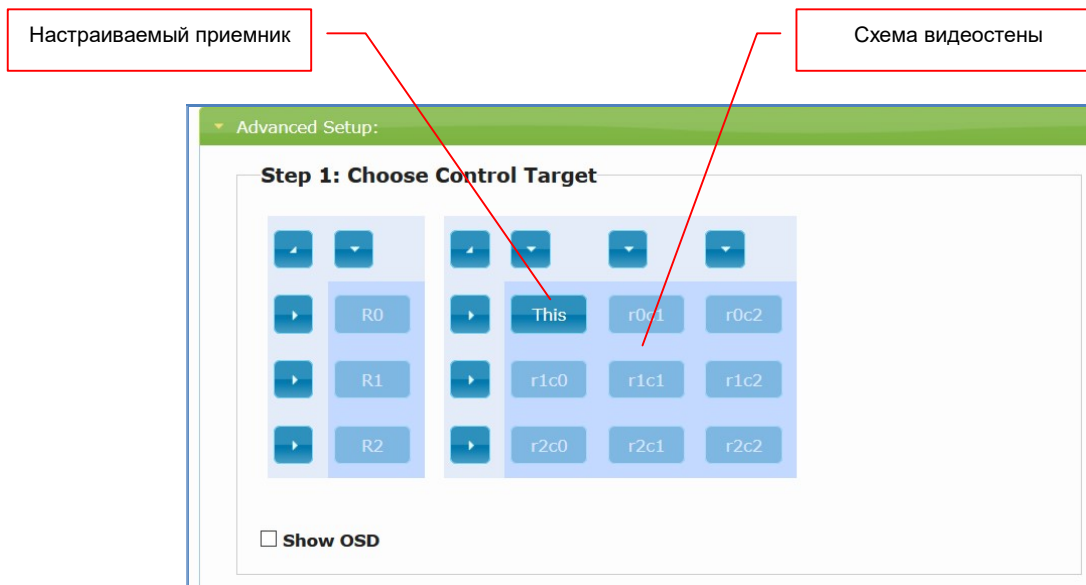 Настраиваемый приемник
Схема видеостены
Advanced Setup:
Step 1: Choose Control Target
R0 This r0c1 r0c2
R1 r1c0 r1c1 r1c2
R2 r2c0 r2c1 r2c2
Show OSD